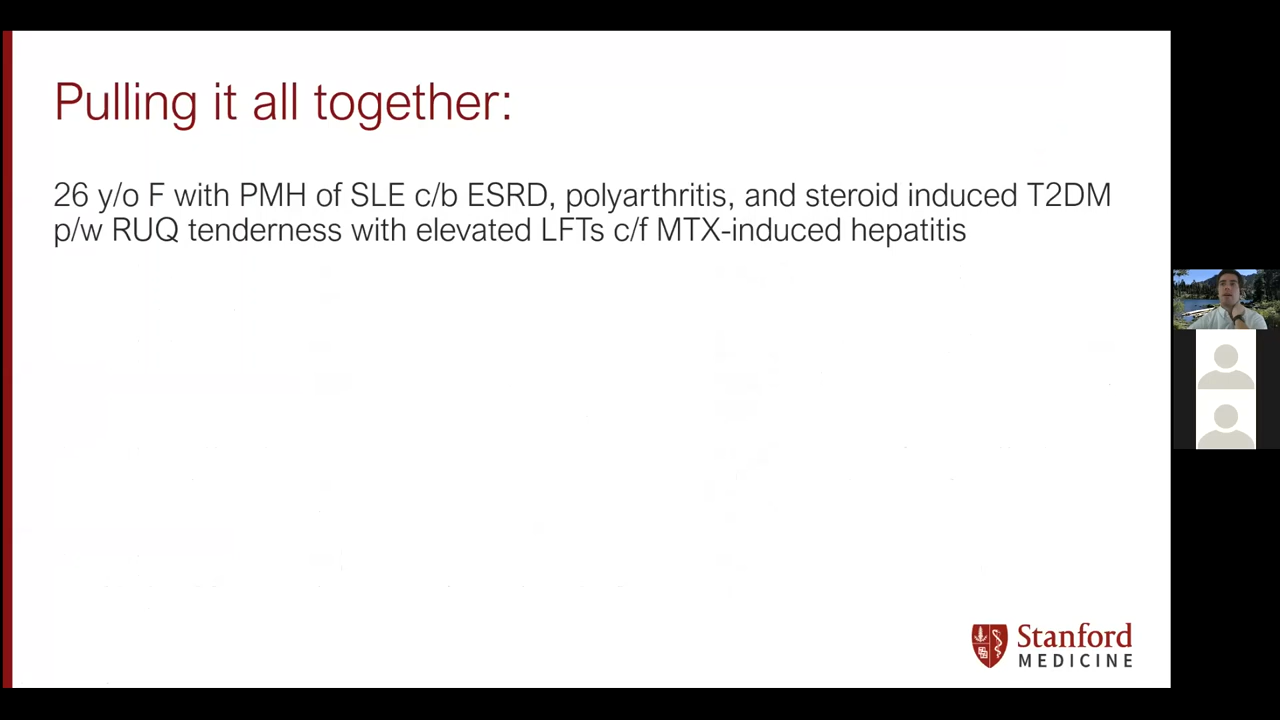 Pulling it all together:
26 y/o F with PMH of SLE c/b ESRD, polyarthritis, and steroid induced T2DM
p/w RUQ tenderness with elevated LFTs c/f MTX-induced hepatitis
Stanford
MEDICINE